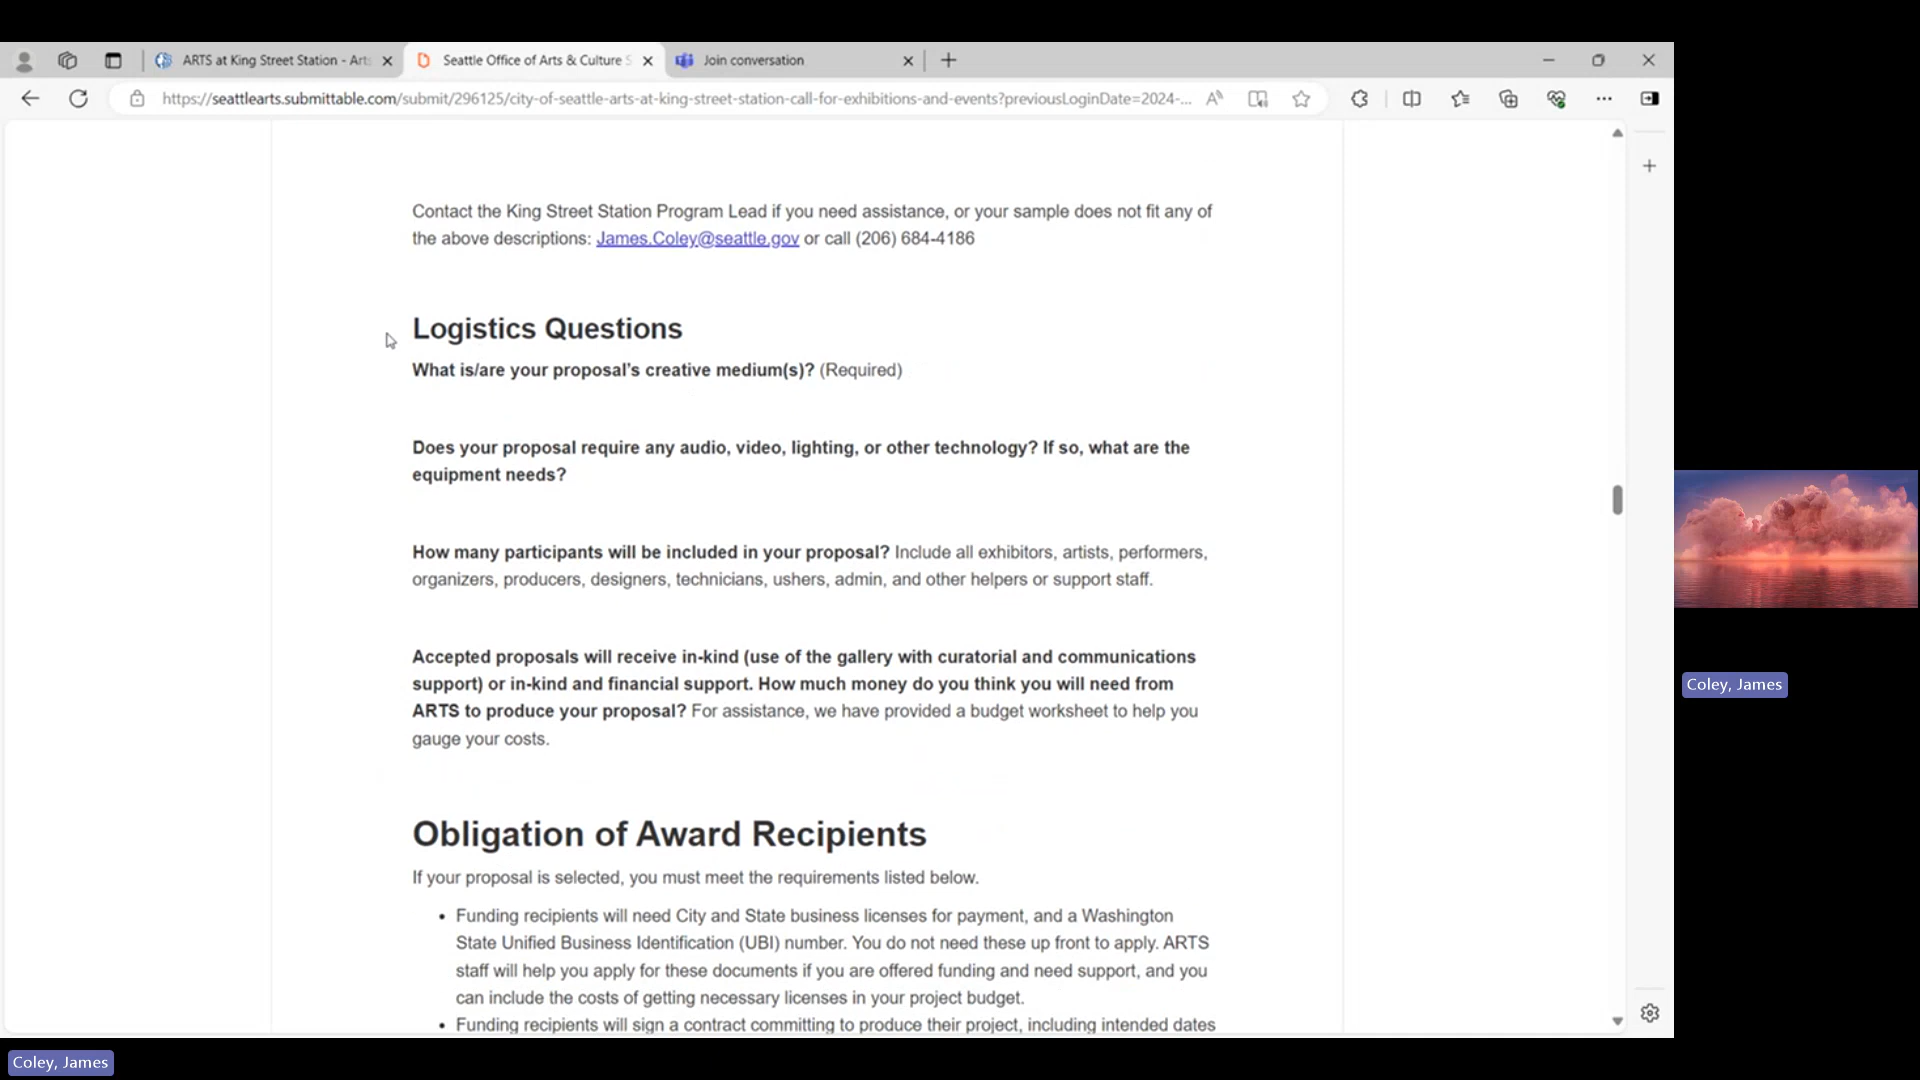 ARTS at King Street Station - Arts
Seattle Office of Arts & Culture S
Join conversation
https://seattlearts.submittable.com/submit/296125/city-of-seattle-arts-at-king-street-station-call-for-exhibitions-and-events?previousLoginDate=2024-...
Contact the King Street Station Program Lead if you need assistance, or your sample does not fit any of
the above descriptions: James.Coley@seattle.gov or call (206) 684-4186
Logistics Questions
What is/are your proposal's creative medium(s)? (Required)
Does your proposal require any audio, video, lighting, or other technology? If so, what are the
equipment needs?
How many participants will be included in your proposal? Include all exhibitors, artists, performers,
organizers, producers, designers, technicians, ushers, admin, and other helpers or support staff.
Accepted proposals will receive in-kind (use of the gallery with curatorial and communications
support) or in-kind and financial support. How much money do you think you will need from
ARTS to produce your proposal? For assistance, we have provided a budget worksheet to help you
gauge your costs.
Coley, James
Obligation of Award Recipients
If your proposal is selected, you must meet the requirements listed below.
• Funding recipients will need City and State business licenses for payment, and a Washington
State Unified Business Identification (UBI) number. You do not need these up front to apply. ARTS
staff will help you apply for these documents if you are offered funding and need support, and you
can include the costs of getting necessary licenses in your project budget.
• Funding recipients will sign a contract committing to produce their project, including intended dates
Coley, James